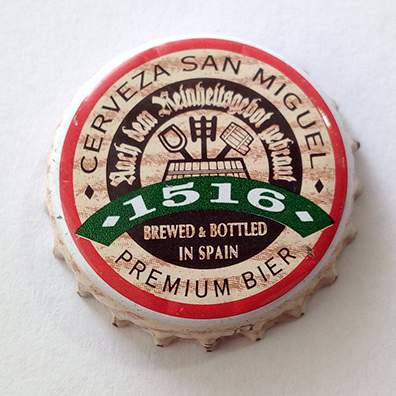 CERVEZA SAN MIGUEL
Nach dem Reinheitsgebot gebraut
1516
BREWED & BOTTLED
IN SPAIN
PREMIUM BIER